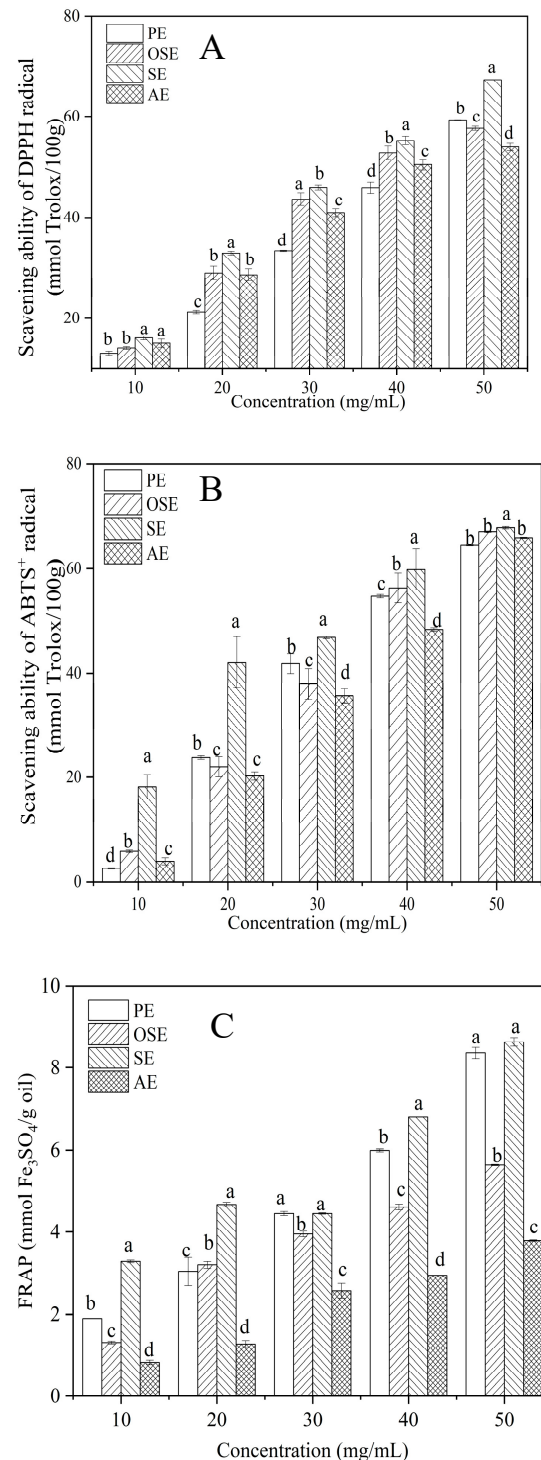 80
PE
OSE
SE
AE
A
60
40
20
Scavening ability of DPPH radical
(mmol Trolox/100g)
b b a a
c b a b
d a b c
d b a c
b c a d
10 20 30 40 50
Concentration (mg/mL)
80
PE
OSE
SE
AE
B
60
40
20
0
Scavening ability of ABTS+ radical
(mmol Trolox/100g)
d b a c
b c a c
b c a d
c b a d
b b a b
10 20 30 40 50
Concentration (mg/mL)
10
PE
OSE
SE
AE
C
8
6
4
2
0
FRAP (mmol Fe3SO4/g oil)
b c a d
c b a d
a b a c
b c a d
a b a c
10 20 30 40 50
Concentration (mg/mL)